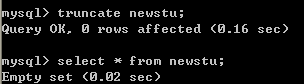 mysql> truncate newstu;
Query OK, 0 rows affected (0.16 sec)
mysql> select * from newstu;
Empty set (0.02 sec)